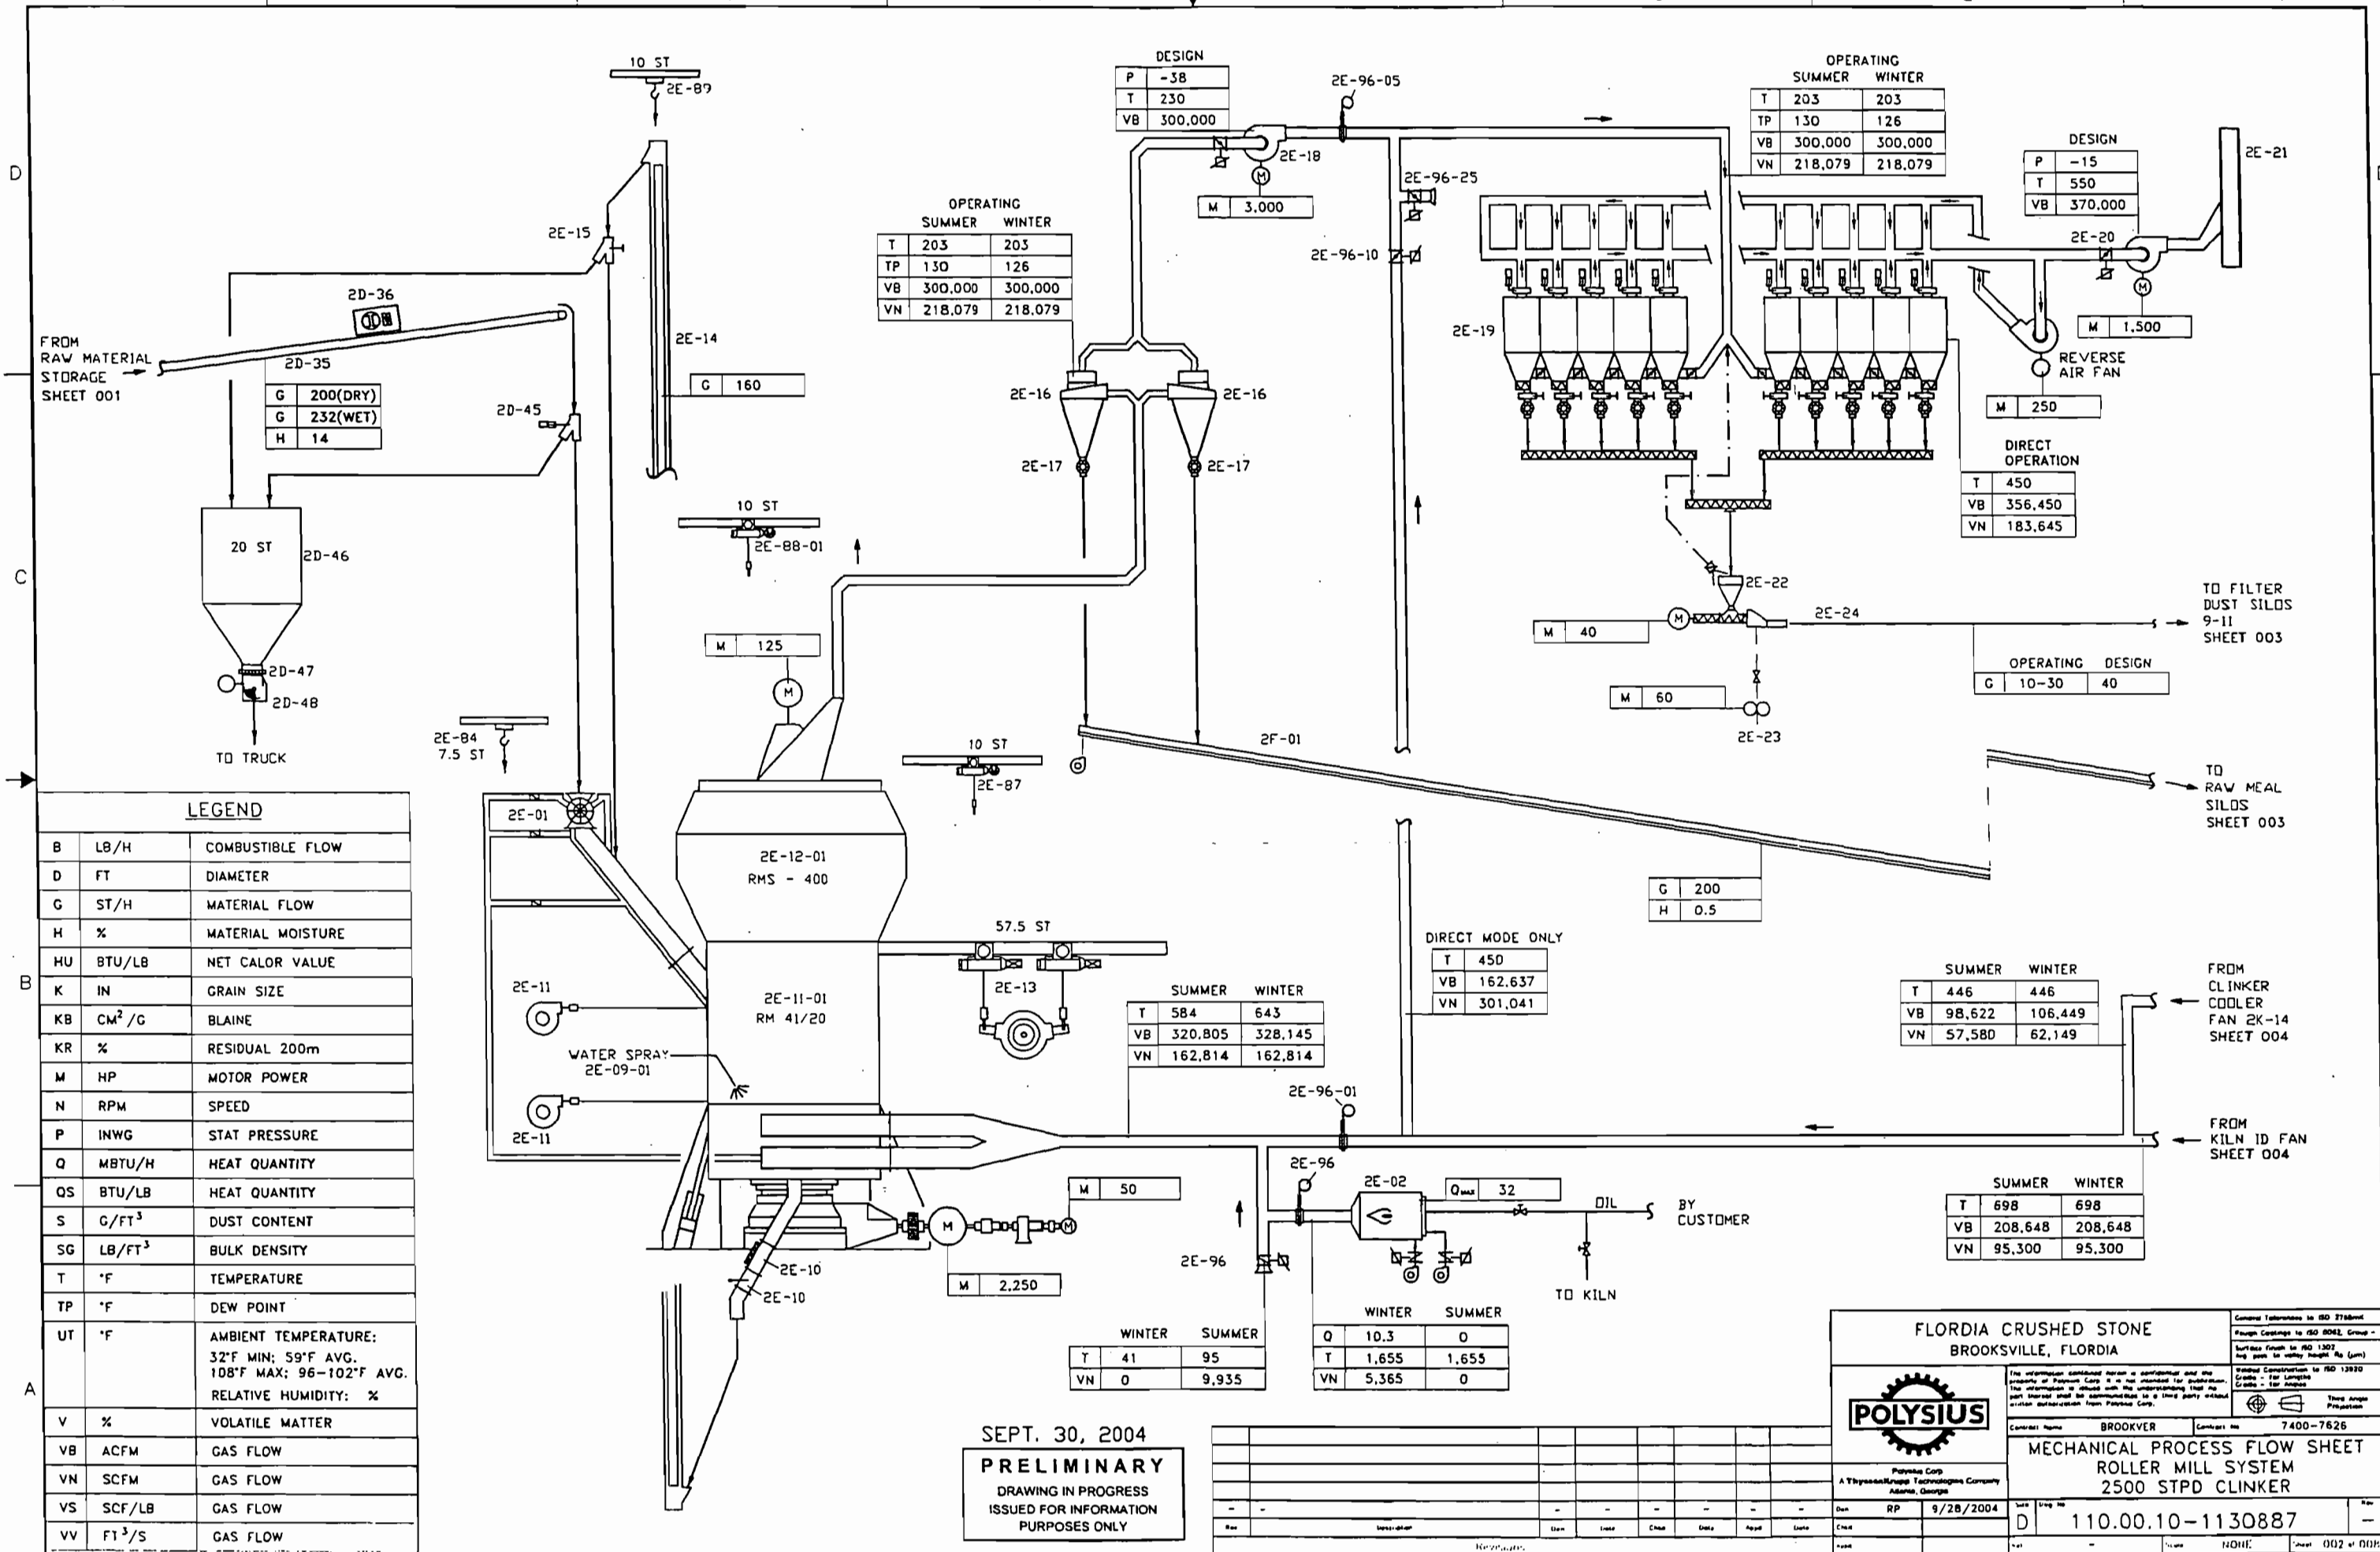 10 ST
2E-89
2E-15
2D-36
FROM
RAW MATERIAL
STORAGE
SHEET 001
2D-35
G 200(DRY)
G 232(WET)
H 14
2E-14
G 160
2D-45
20 ST
2D-46
2D-47
2D-48
TO TRUCK
10 ST
2E-88-01
M 125
2E-84
7.5 ST
10 ST
2E-87
DESIGN
P -38
T 230
VB 300,000
2E-96-05
2E-18
M 3,000
OPERATING
SUMMER WINTER
T 203 203
TP 130 126
VB 300,000 300,000
VN 218,079 218,079
2E-16
2E-16
2E-17
2E-17
2E-96-25
2E-96-10
OPERATING
SUMMER WINTER
T 203 203
TP 130 126
VB 300,000 300,000
VN 218,079 218,079
DESIGN
P -15
T 550
VB 370,000
2E-21
2E-20
M 1,500
2E-19
REVERSE
AIR FAN
M 250
DIRECT
OPERATION
T 450
VB 356,450
VN 183,645
2E-22
2E-24
M 40
TO FILTER
DUST SILOS
9-11
SHEET 003
OPERATING DESIGN
G 10-30 40
M 60
2E-23
2F-01
TO
RAW MEAL
SILOS
SHEET 003
G 200
H 0.5
2E-01
2E-12-01
RMS - 400
57.5 ST
2E-13
2E-11
2E-11-01
RM 41/20
WATER SPRAY
2E-09-01
2E-11
DIRECT MODE ONLY
T 450
VB 162,637
VN 301,041
SUMMER WINTER
T 584 643
VB 320,805 328,145
VN 162,814 162,814
SUMMER WINTER
T 446 446
VB 98,622 106,449
VN 57,580 62,149
FROM
CLINKER
COOLER
FAN 2K-14
SHEET 004
2E-96-01
FROM
KILN ID FAN
SHEET 004
2E-96
2E-02
QMAX 32
OIL
BY
CUSTOMER
M 50
M
2E-96
TO KILN
SUMMER WINTER
T 698 698
VB 208,648 208,648
VN 95,300 95,300
2E-10
2E-10
M 2,250
WINTER SUMMER
T 41 95
VN 0 9,935
WINTER SUMMER
Q 10.3 0
T 1,655 1,655
VN 5,365 0
LEGEND
B LB/H COMBUSTIBLE FLOW
D FT DIAMETER
G ST/H MATERIAL FLOW
H % MATERIAL MOISTURE
HU BTU/LB NET CALOR VALUE
K IN GRAIN SIZE
KB CM²/G BLAINE
KR % RESIDUAL 200m
M HP MOTOR POWER
N RPM SPEED
P INWG STAT PRESSURE
Q MBTU/H HEAT QUANTITY
QS BTU/LB HEAT QUANTITY
S G/FT³ DUST CONTENT
SG LB/FT³ BULK DENSITY
T °F TEMPERATURE
TP °F DEW POINT
UT °F AMBIENT TEMPERATURE:
32°F MIN; 59°F AVG.
108°F MAX; 96-102°F AVG.
RELATIVE HUMIDITY: %
V % VOLATILE MATTER
VB ACFM GAS FLOW
VN SCFM GAS FLOW
VS SCF/LB GAS FLOW
VV FT³/S GAS FLOW
SEPT. 30, 2004
PRELIMINARY
DRAWING IN PROGRESS
ISSUED FOR INFORMATION
PURPOSES ONLY
FLORDIA CRUSHED STONE
BROOKSVILLE, FLORDIA
POLYSIUS
Polysius Corp
A ThyssenKrupp Technologies Company
Atlanta, Georgia
Third Angle
Projection
Contract Name BROOKVER Contract No 7400-7626
MECHANICAL PROCESS FLOW SHEET
ROLLER MILL SYSTEM
2500 STPD CLINKER
RP 9/28/2004
D 110.00.10-1130887
NONE